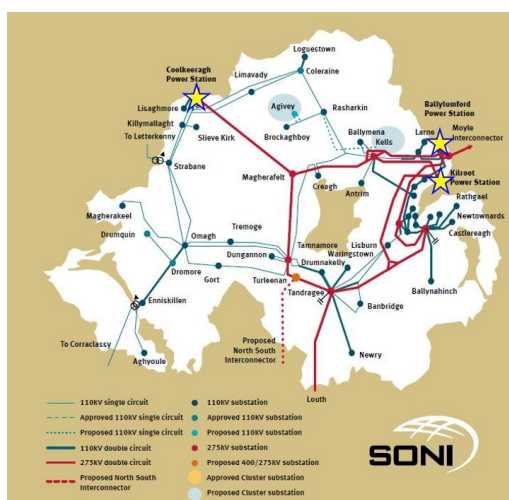 Loguestown
Coolkeeragh
Power Station
Limavady
Coleraine
Lisaghmore
Agivey
Rasharkin
Ballylumford
Power Station
Killymallaght
To Letterkenny
Slieve Kirk
Brockaghboy
Ballymena
Kells
Larne
Moyle
Interconnector
Strabane
Magherafelt
Kilroot
Power Station
Creagh
Antrim
Rathgael
Magherakeel
Newtownards
Drumquin
Tremoge
Omagh
Tamnamore
Lisburn
Castlereagh
Dungannon
Waringstown
Drumnakelly
Dromore
Gort
Turleenan
Ballynahinch
Tandragee
Enniskillen
Banbridge
To Corraclassy
Proposed
North South
Interconnector
Newry
Aghyoule
Louth
110kV single circuit
110kV substation
Approved 110kV single circuit
Approved 110kV substation
Proposed 110kV single circuit
Proposed 110kV substation
110kV double circuit
275kV substation
275kV double circuit
Proposed 400/275kV substation
Proposed North South
Interconnector
Approved Cluster substation
Proposed Cluster substation
SONI